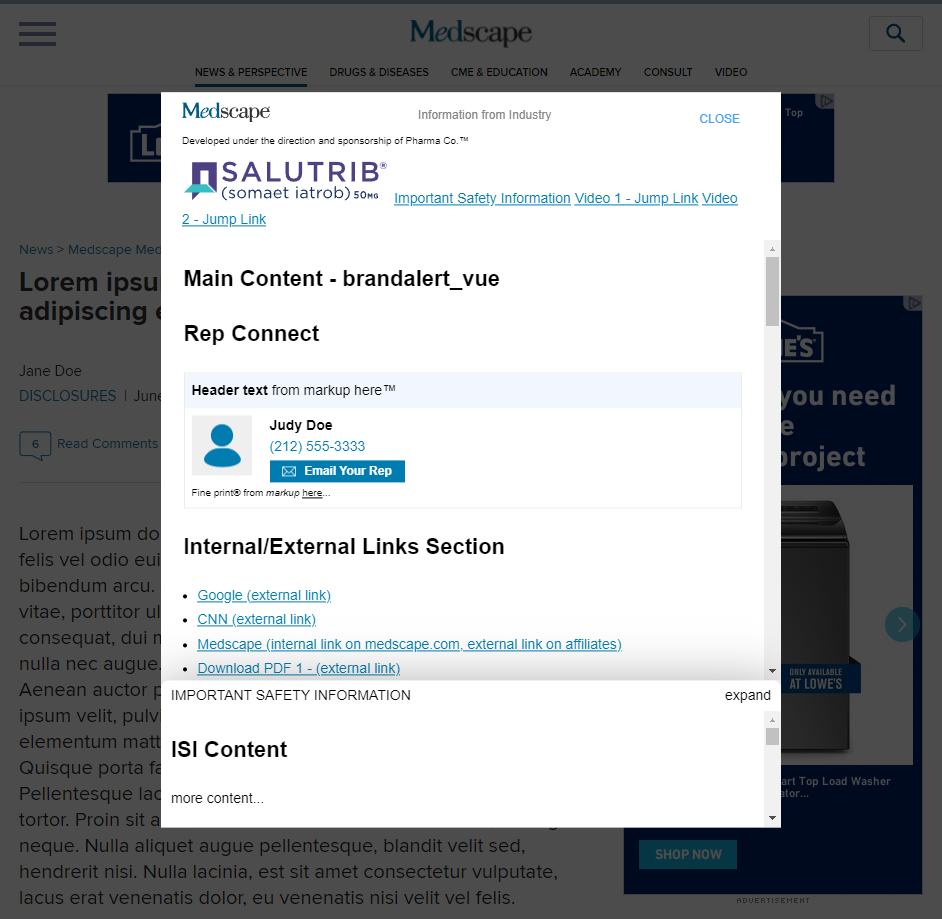 Medscape
NEWS & PERSPECTIVE DRUGS & DISEASES CME & EDUCATION ACADEMY CONSULT VIDEO
Top
Medscape
Information from Industry
CLOSE
Developed under the direction and sponsorship of Pharma Co.™
SALUTRIB®
(somaet iatrob) 50MG
Important Safety Information Video 1 - Jump Link Video
2 - Jump Link
News > Medscape Med
Lorem ipsu
adipiscing
Jane Doe
DISCLOSURES | June
6 Read Comments
Main Content - brandalert_vue
Rep Connect
Header text from markup here™
Judy Doe
(212) 555-3333
Email Your Rep
Fine print® from markup here...
Internal/External Links Section
• Google (external link)
• CNN (external link)
• Medscape (internal link on medscape.com, external link on affiliates)
• Download PDF 1 - (external link)
IMPORTANT SAFETY INFORMATION
expand
ISI Content
more content...
Lorem ipsum do
felis vel odio eui
bibendum arcu.
vitae, porttitor ul
consequat, dui n
nulla nec augue.
Aenean auctor p
ipsum velit, pulvi
elementum matt
Quisque porta fa
Pellentesque lac
tortor. Proin sit a
neque. Nulla aliquet augue pellentesque, blandit velit sed,
hendrerit nisi. Nulla lacinia, est sit amet consectetur vulputate,
lacus erat venenatis dolor, eu venenatis nisi velit vel felis.
E'S
you need
e
project
ONLY AVAILABLE
AT LOWE'S
art Top Load Washer
ator...
SHOP NOW
ADVERTISEMENT